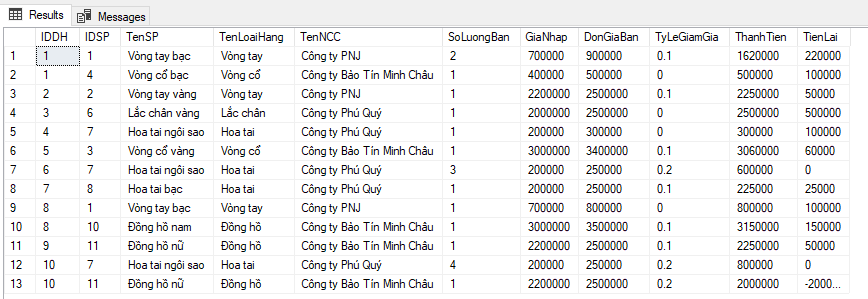 Results Messages
IDDH IDSP TenSP TenLoaiHang TenNCC SoLuongBan GiaNhap DonGiaBan TyLeGiamGia ThanhTien TienLai
1 1 1 Vòng tay bạc Vòng tay Công ty PNJ 2 700000 900000 0.1 1620000 220000
2 1 4 Vòng cổ bạc Vòng cổ Công ty Bảo Tín Minh Châu 1 400000 500000 0 500000 100000
3 2 2 Vòng tay vàng Vòng tay Công ty PNJ 1 2200000 2500000 0.1 2250000 50000
4 3 6 Lắc chân vàng Lắc chân Công ty Phú Quý 1 2000000 2500000 0 2500000 500000
5 4 7 Hoa tai ngôi sao Hoa tai Công ty Phú Quý 1 200000 300000 0 300000 100000
6 5 3 Vòng cổ vàng Vòng cổ Công ty Bảo Tín Minh Châu 1 3000000 3400000 0.1 3060000 60000
7 6 7 Hoa tai ngôi sao Hoa tai Công ty Phú Quý 3 200000 250000 0.2 600000 0
8 7 8 Hoa tai bạc Hoa tai Công ty Phú Quý 1 200000 250000 0.1 225000 25000
9 8 1 Vòng tay bạc Vòng tay Công ty PNJ 1 700000 800000 0 800000 100000
10 8 10 Đồng hồ nam Đồng hồ Công ty Bảo Tín Minh Châu 1 3000000 3500000 0.1 3150000 150000
11 9 11 Đồng hồ nữ Đồng hồ Công ty Bảo Tín Minh Châu 1 2200000 2500000 0.1 2250000 50000
12 10 7 Hoa tai ngôi sao Hoa tai Công ty Phú Quý 4 200000 250000 0.2 800000 0
13 10 11 Đồng hồ nữ Đồng hồ Công ty Bảo Tín Minh Châu 1 2200000 2500000 0.2 2000000 -2000...